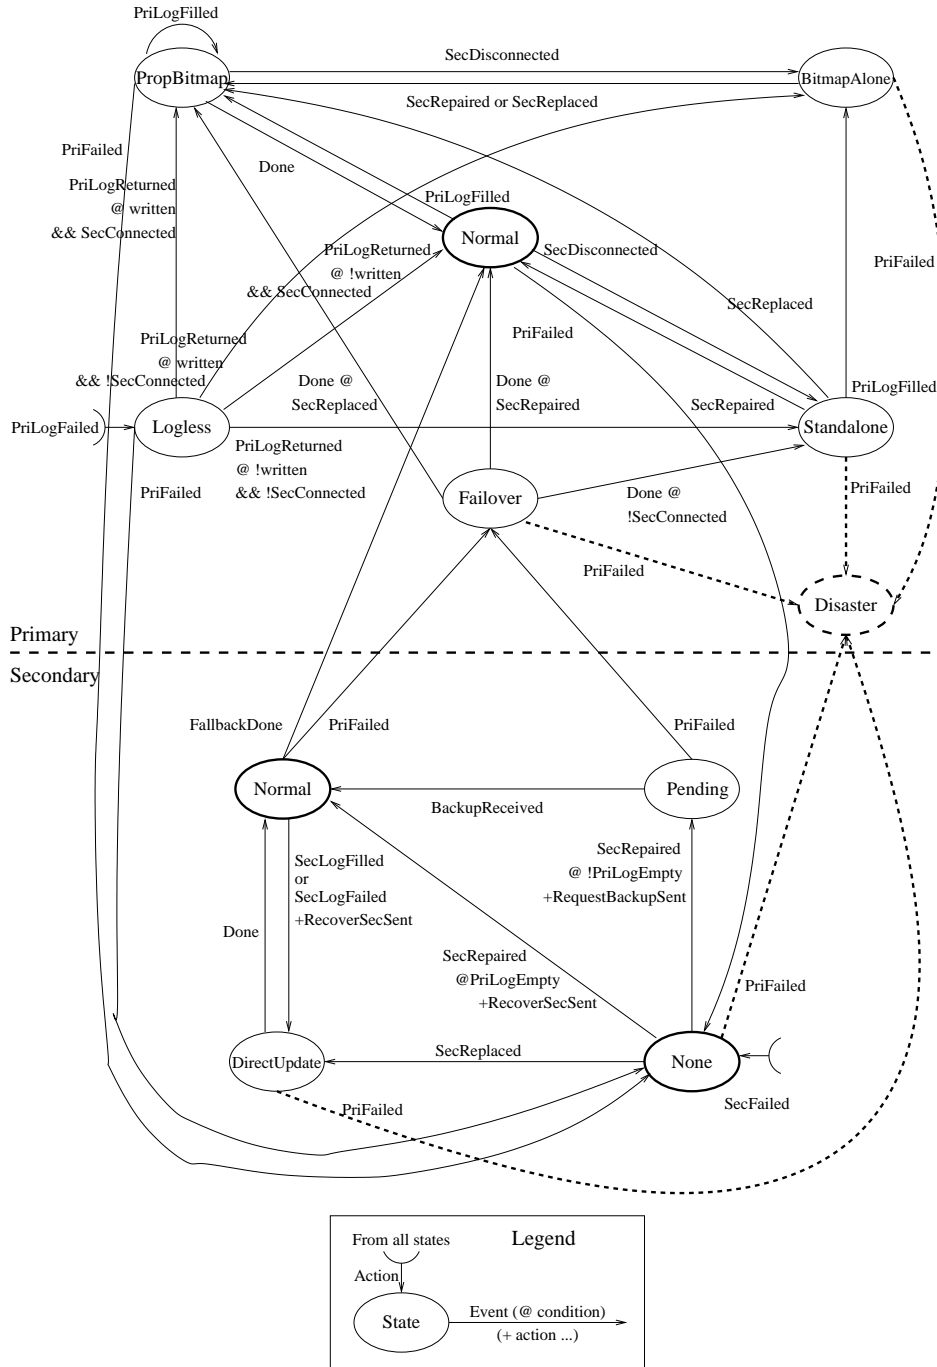 PriLogFilled
SecDisconnected
PropBitmap
BitmapAlone
SecRepaired or SecReplaced
PriFailed
Done
PriLogReturned
@ written
&& SecConnected
PriLogFilled
Normal
PriLogReturned
@ !written
&& SecConnected
SecDisconnected
PriFailed
SecReplaced
PriFailed
PriLogReturned
@ written
&& !SecConnected
Done @
SecReplaced
Done @
SecRepaired
SecRepaired
PriLogFilled
PriLogFailed
Logless
Standalone
PriLogReturned
@ !written
&& !SecConnected
PriFailed
Failover
Done @
!SecConnected
PriFailed
PriFailed
Disaster
Primary
Secondary
FallbackDone
PriFailed
PriFailed
Normal
Pending
BackupReceived
SecLogFilled
or
SecLogFailed
+RecoverSecSent
SecRepaired
@ !PriLogEmpty
+RequestBackupSent
Done
SecRepaired
@PriLogEmpty
+RecoverSecSent
PriFailed
DirectUpdate
SecReplaced
None
PriFailed
SecFailed
From all states
Legend
Action
State
Event (@ condition)
(+ action ...)